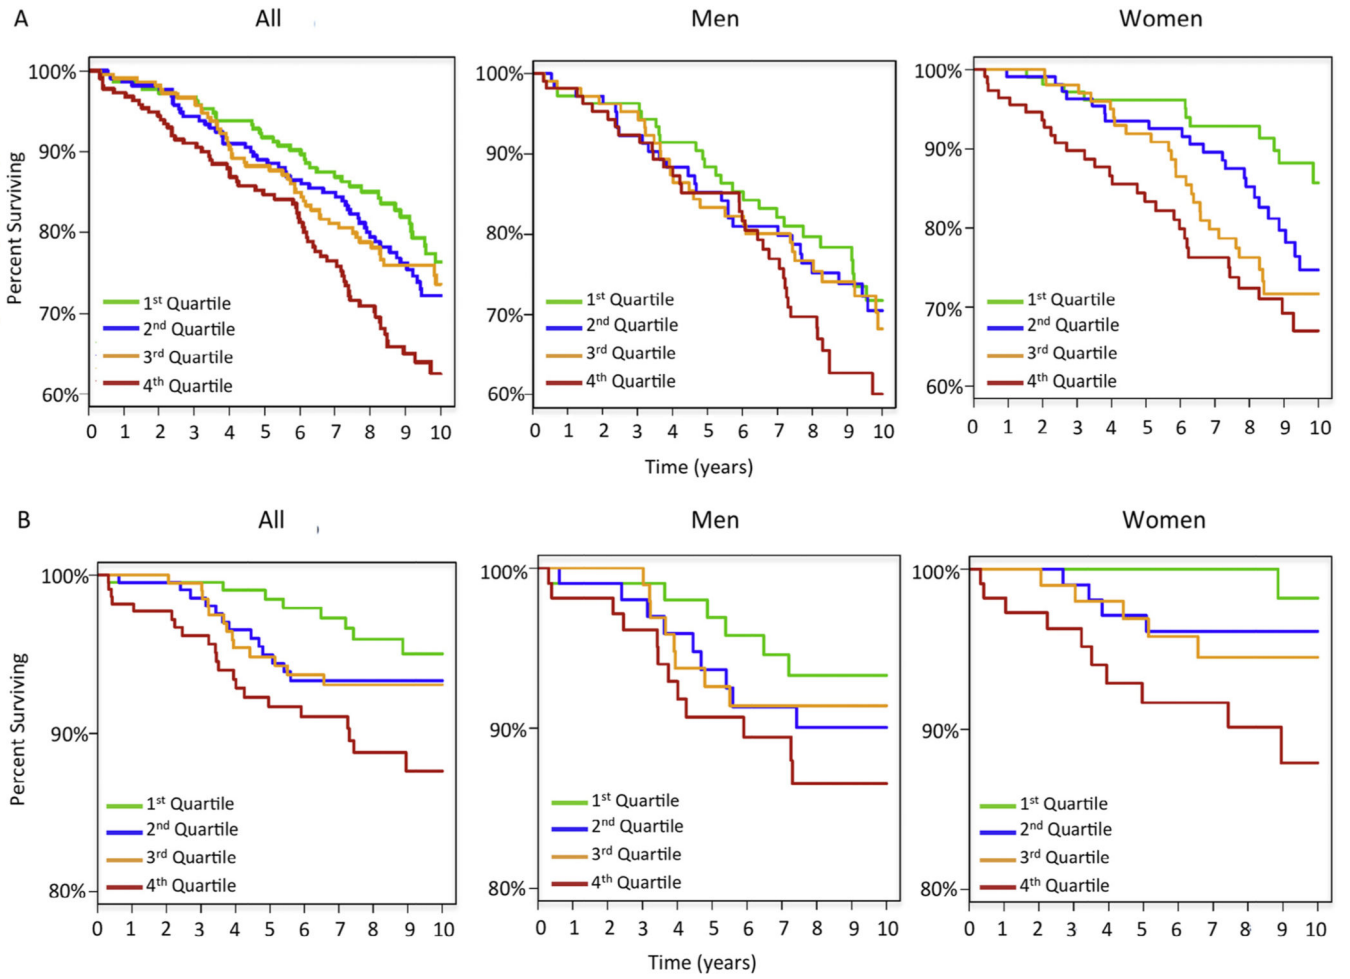 A All Men Women
Percent Surviving
100%
90%
80%
70%
60%
1st Quartile
2nd Quartile
3rd Quartile
4th Quartile
0 1 2 3 4 5 6 7 8 9 10
100%
90%
80%
70%
60%
1st Quartile
2nd Quartile
3rd Quartile
4th Quartile
0 1 2 3 4 5 6 7 8 9 10
100%
90%
80%
70%
60%
1st Quartile
2nd Quartile
3rd Quartile
4th Quartile
0 1 2 3 4 5 6 7 8 9 10
Time (years)
B All Men Women
Percent Surviving
100%
90%
80%
1st Quartile
2nd Quartile
3rd Quartile
4th Quartile
0 1 2 3 4 5 6 7 8 9 10
100%
90%
80%
1st Quartile
2nd Quartile
3rd Quartile
4th Quartile
0 1 2 3 4 5 6 7 8 9 10
100%
90%
80%
1st Quartile
2nd Quartile
3rd Quartile
4th Quartile
0 1 2 3 4 5 6 7 8 9 10
Time (years)